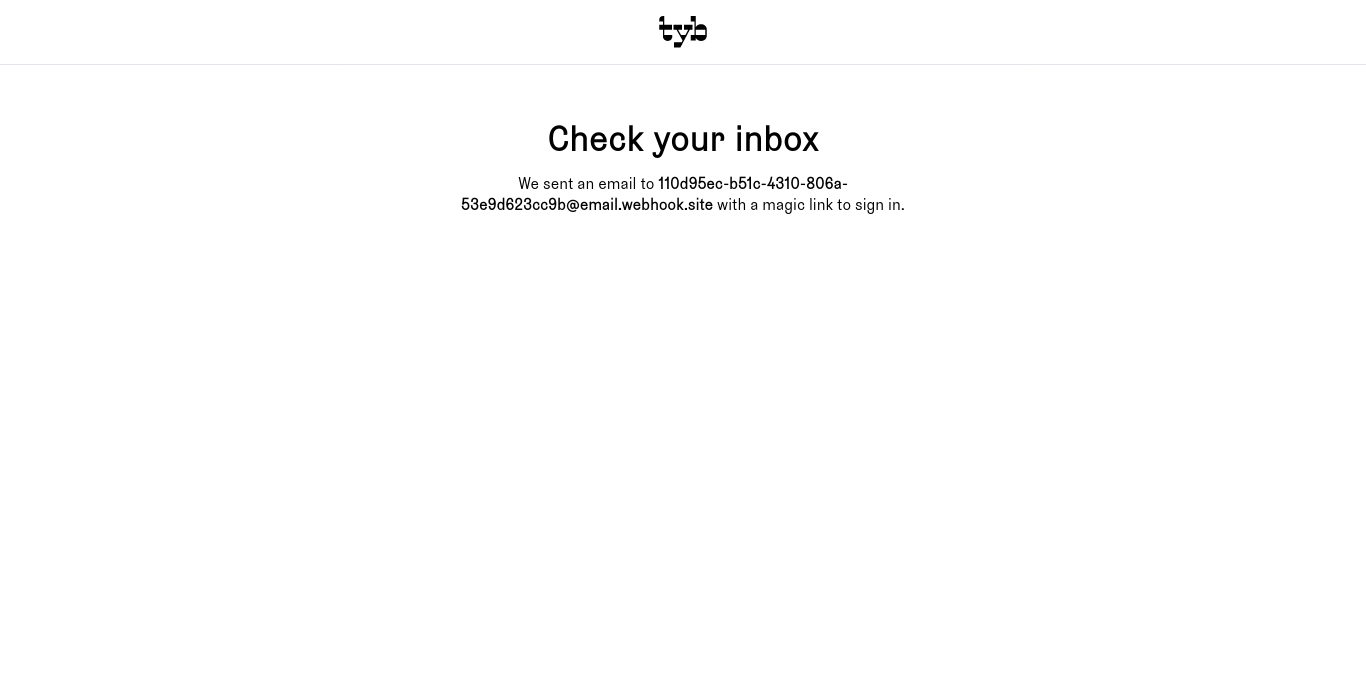 tyb
Check your inbox
We sent an email to 110d95ec-b51c-4310-806a-
53e9d623cc9b@email.webhook.site with a magic link to sign in.